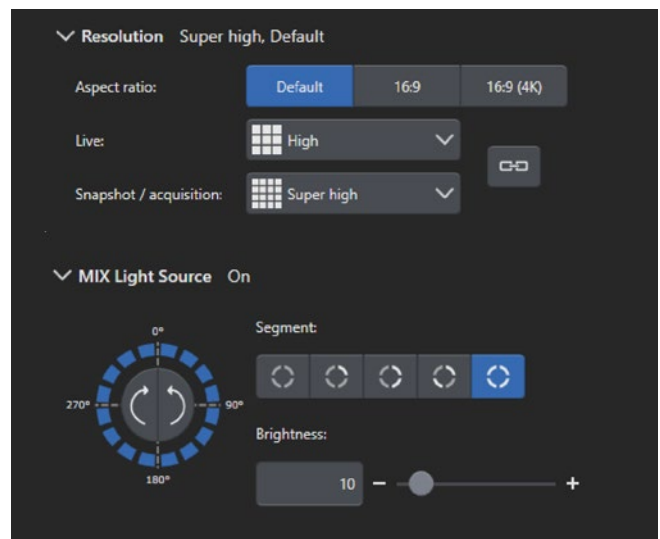 Resolution Super high, Default
Aspect ratio: Default 16:9 16:9 (4K)
Live: High
Snapshot / acquisition: Super high
MIX Light Source On
0° Segment:
270° 90°
Brightness:
180° 10 − +